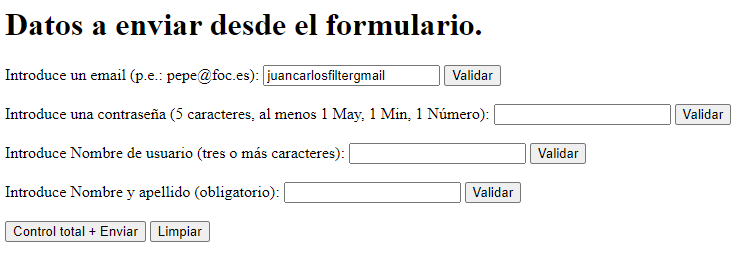 Datos a enviar desde el formulario.
Introduce un email (p.e.: pepe@foc.es): juancarlosfiltergmail Validar
Introduce una contraseña (5 caracteres, al menos 1 May, 1 Min, 1 Número): Validar
Introduce Nombre de usuario (tres o más caracteres): Validar
Introduce Nombre y apellido (obligatorio): Validar
Control total + Enviar Limpiar